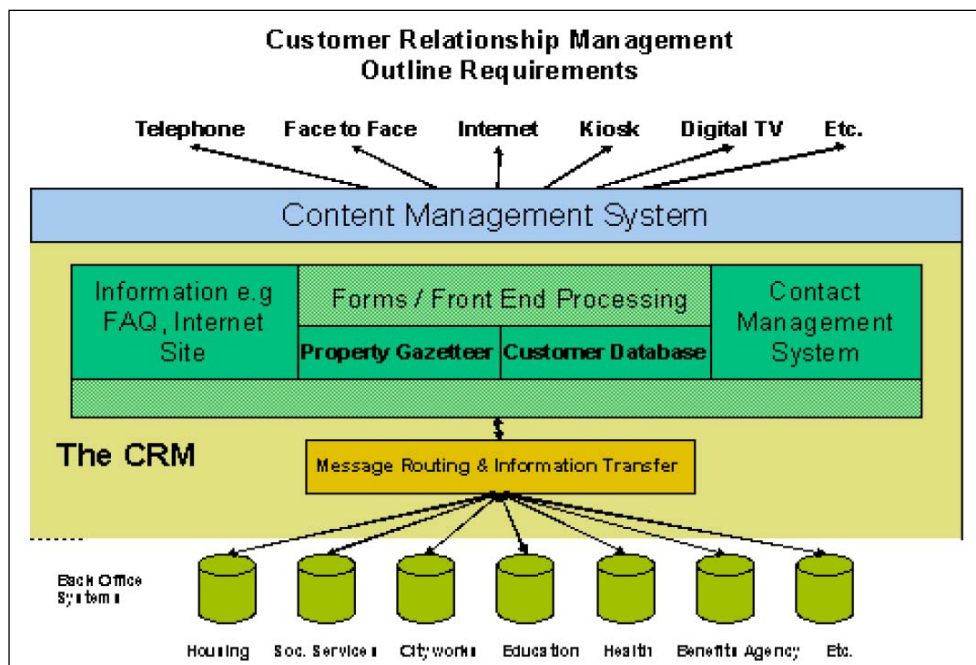 Customer Relationship Management
Outline Requirements
Telephone Face to Face Internet Kiosk Digital TV Etc.
Content Management System
Information e.g
FAQ, Internet
Site
Forms / Front End Processing
Property Gazetteer
Customer Database
Contact
Management
System
The CRM
Message Routing & Information Transfer
Back Office
Systems
Housing Soc. Services Cityworks Education Health Benefits Agency Etc.